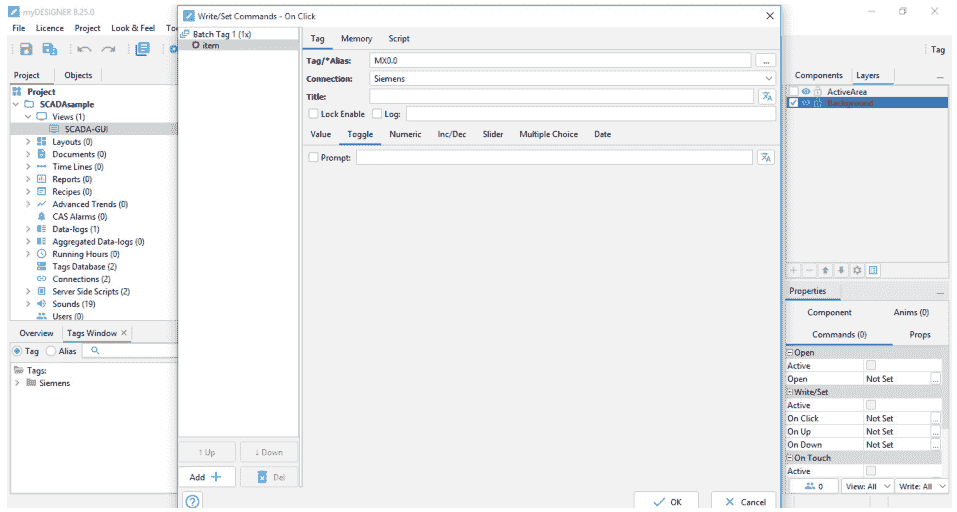 myDESIGNER 8.25.0
File Licence Project Look & Feel
Project Objects
Project
SCADAsample
Views (1)
SCADA-GUI
Layouts (0)
Documents (0)
Time Lines (0)
Reports (0)
Recipes (0)
Advanced Trends (0)
CAS Alarms (0)
Data-logs (1)
Aggregated Data-logs (0)
Running Hours (0)
Tags Database (2)
Connections (2)
Server Side Scripts (2)
Sounds (19)
Users (0)
Overview Tags Window
Tag Alias
Tags:
Siemens
Write/Set Commands - On Click
Batch Tag 1 (1x)
item
↑ Up ↓ Down
Add + Del
Tag Memory Script
Tag/*Alias: MX0.0 ...
Connection: Siemens
Title:
Lock Enable Log:
Value Toggle Numeric Inc/Dec Slider Multiple Choice Date
Prompt:
OK Cancel
Tag
Components Layers
ActiveArea
Background
Properties
Component Anims (0)
Commands (0) Props
Open
Active
Open Not Set ...
Write/Set
Active
On Click Not Set ...
On Up Not Set ...
On Down Not Set ...
On Touch
Active
0 View: All Write: All